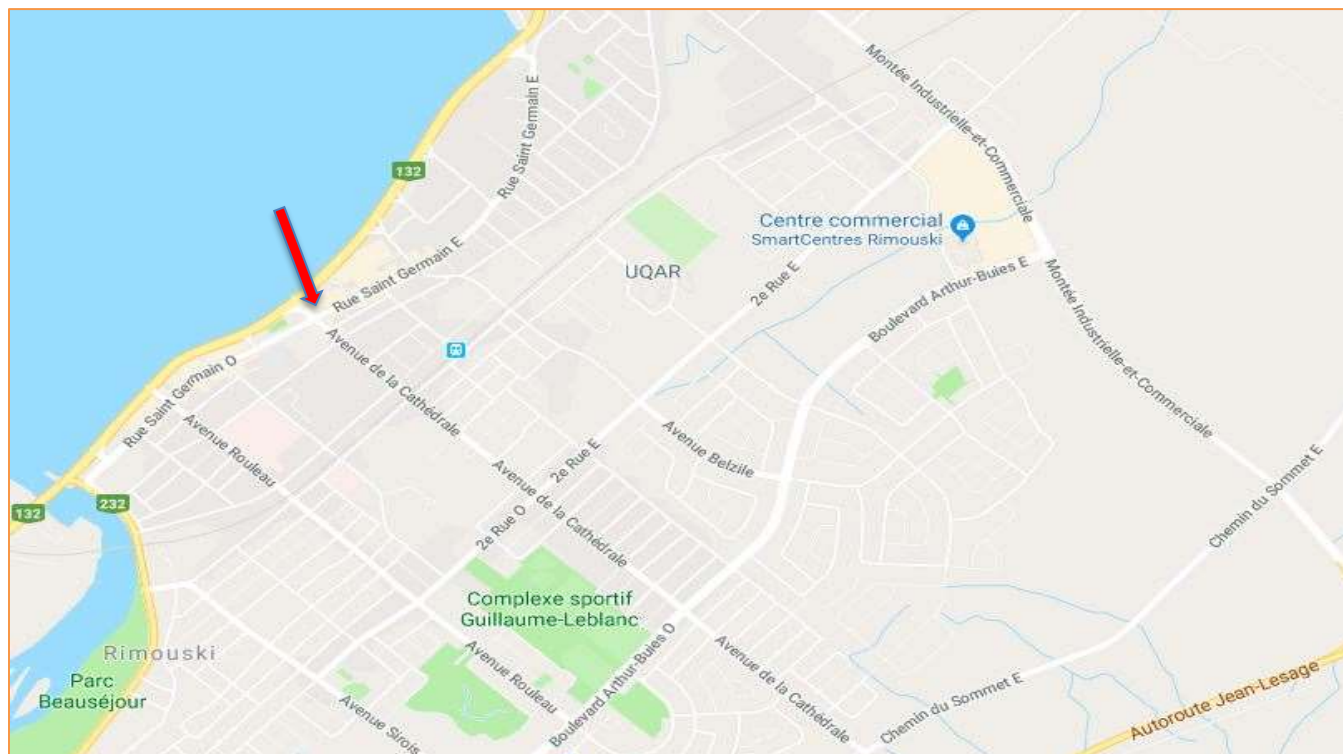 Montée Industrielle-et-Commerciale
Rue Saint Germain E
132
Rue Saint Germain E
Centre commercial
SmartCentres Rimouski
UQAR
2e Rue E
Boulevard Arthur-Buies E
Montée Industrielle-et-Commerciale
Rue Saint Germain E
Avenue de la Cathédrale
Rue Saint Germain O
Avenue Rouleau
Avenue Belzile
2e Rue E
Avenue de la Cathédrale
132
232
2e Rue O
Chemin du Sommet E
Complexe sportif
Guillaume-Leblanc
Rimouski
Parc
Beauséjour
Avenue Rouleau
Boulevard Arthur-Buies O
Avenue de la Cathédrale
Avenue Sirois
Chemin du Sommet E
Autoroute Jean-Lesage